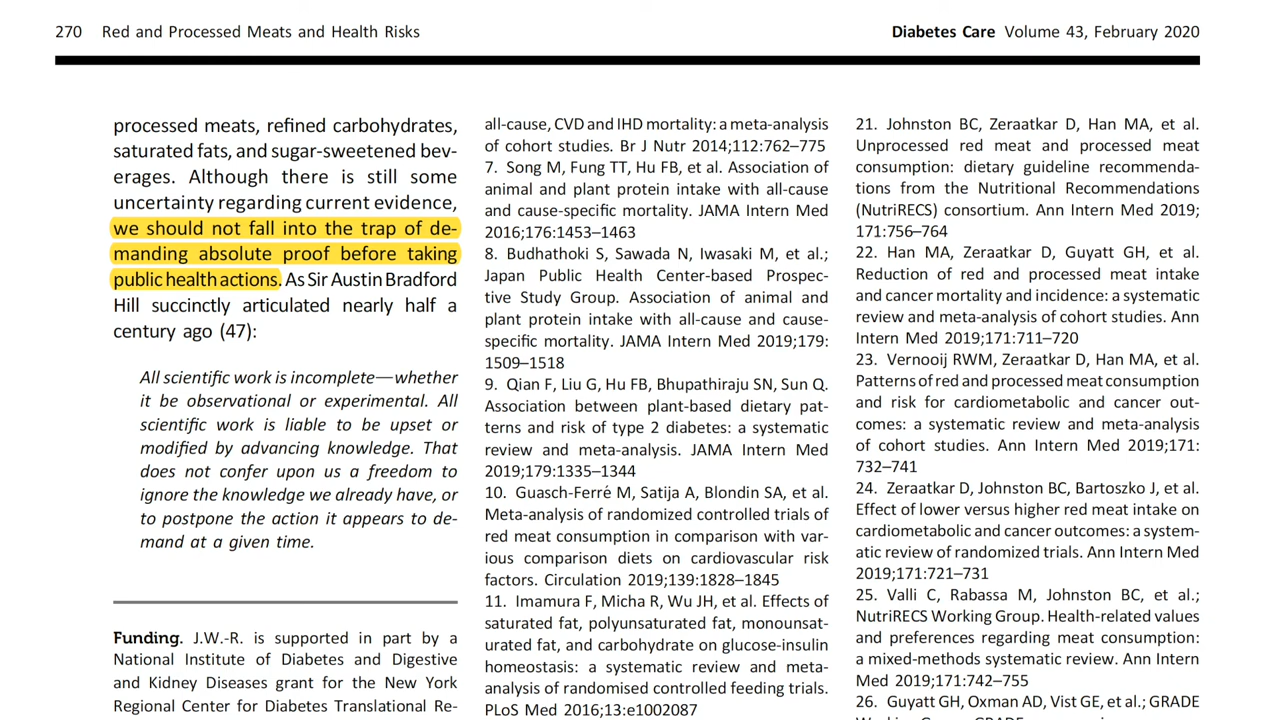 270 Red and Processed Meats and Health Risks
Diabetes Care Volume 43, February 2020
processed meats, refined carbohydrates,
saturated fats, and sugar-sweetened bev-
erages. Although there is still some
uncertainty regarding current evidence,
we should not fall into the trap of de-
manding absolute proof before taking
public health actions. As Sir Austin Bradford
Hill succinctly articulated nearly half a
century ago (47):
All scientific work is incomplete—whether
it be observational or experimental. All
scientific work is liable to be upset or
modified by advancing knowledge. That
does not confer upon us a freedom to
ignore the knowledge we already have, or
to postpone the action it appears to de-
mand at a given time.
Funding. J.W.-R. is supported in part by a
National Institute of Diabetes and Digestive
and Kidney Diseases grant for the New York
Regional Center for Diabetes Translational Re-
all-cause, CVD and IHD mortality: a meta-analysis
of cohort studies. Br J Nutr 2014;112:762–775
7. Song M, Fung TT, Hu FB, et al. Association of
animal and plant protein intake with all-cause
and cause-specific mortality. JAMA Intern Med
2016;176:1453–1463
8. Budhathoki S, Sawada N, Iwasaki M, et al.;
Japan Public Health Center-based Prospec-
tive Study Group. Association of animal and
plant protein intake with all-cause and cause-
specific mortality. JAMA Intern Med 2019;179:
1509–1518
9. Qian F, Liu G, Hu FB, Bhupathiraju SN, Sun Q.
Association between plant-based dietary pat-
terns and risk of type 2 diabetes: a systematic
review and meta-analysis. JAMA Intern Med
2019;179:1335–1344
10. Guasch-Ferré M, Satija A, Blondin SA, et al.
Meta-analysis of randomized controlled trials of
red meat consumption in comparison with var-
ious comparison diets on cardiovascular risk
factors. Circulation 2019;139:1828–1845
11. Imamura F, Micha R, Wu JH, et al. Effects of
saturated fat, polyunsaturated fat, monounsat-
urated fat, and carbohydrate on glucose-insulin
homeostasis: a systematic review and meta-
analysis of randomised controlled feeding trials.
PLoS Med 2016;13:e1002087
21. Johnston BC, Zeraatkar D, Han MA, et al.
Unprocessed red meat and processed meat
consumption: dietary guideline recommenda-
tions from the Nutritional Recommendations
(NutriRECS) consortium. Ann Intern Med 2019;
171:756–764
22. Han MA, Zeraatkar D, Guyatt GH, et al.
Reduction of red and processed meat intake
and cancer mortality and incidence: a systematic
review and meta-analysis of cohort studies. Ann
Intern Med 2019;171:711–720
23. Vernooij RWM, Zeraatkar D, Han MA, et al.
Patterns of red and processed meat consumption
and risk for cardiometabolic and cancer out-
comes: a systematic review and meta-analysis
of cohort studies. Ann Intern Med 2019;171:
732–741
24. Zeraatkar D, Johnston BC, Bartoszko J, et al.
Effect of lower versus higher red meat intake on
cardiometabolic and cancer outcomes: a system-
atic review of randomized trials. Ann Intern Med
2019;171:721–731
25. Valli C, Rabassa M, Johnston BC, et al.;
NutriRECS Working Group. Health-related values
and preferences regarding meat consumption:
a mixed-methods systematic review. Ann Intern
Med 2019;171:742–755
26. Guyatt GH, Oxman AD, Vist GE, et al.; GRADE